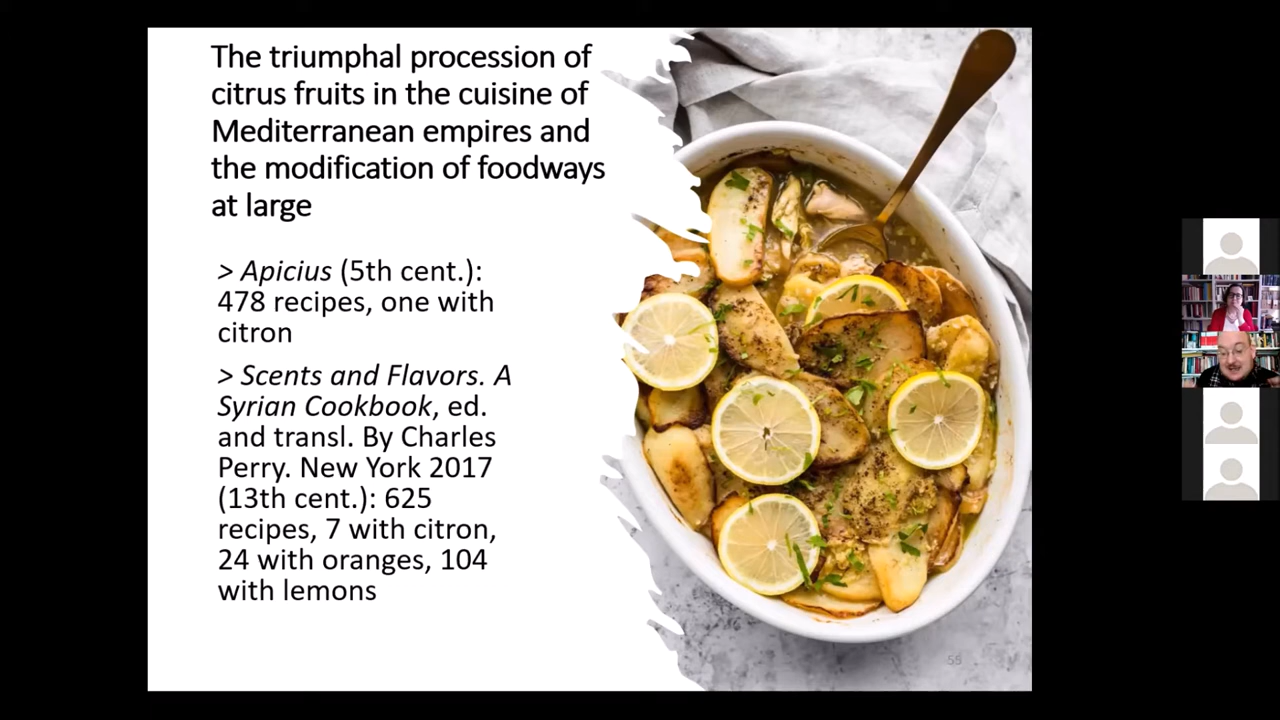 The triumphal procession of
citrus fruits in the cuisine of
Mediterranean empires and
the modification of foodways
at large
> Apicius (5th cent.):
478 recipes, one with
citron
> Scents and Flavors. A
Syrian Cookbook, ed.
and transl. By Charles
Perry. New York 2017
(13th cent.): 625
recipes, 7 with citron,
24 with oranges, 104
with lemons
55